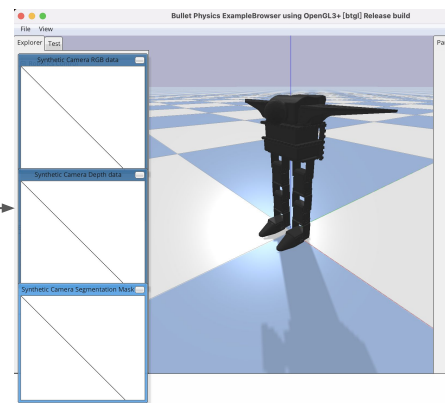 Bullet Physics ExampleBrowser using OpenGL3+ [btgl] Release build
File View
Explorer Test
Pa
Synthetic Camera RGB data
Synthetic Camera Depth data
Synthetic Camera Segmentation Mask